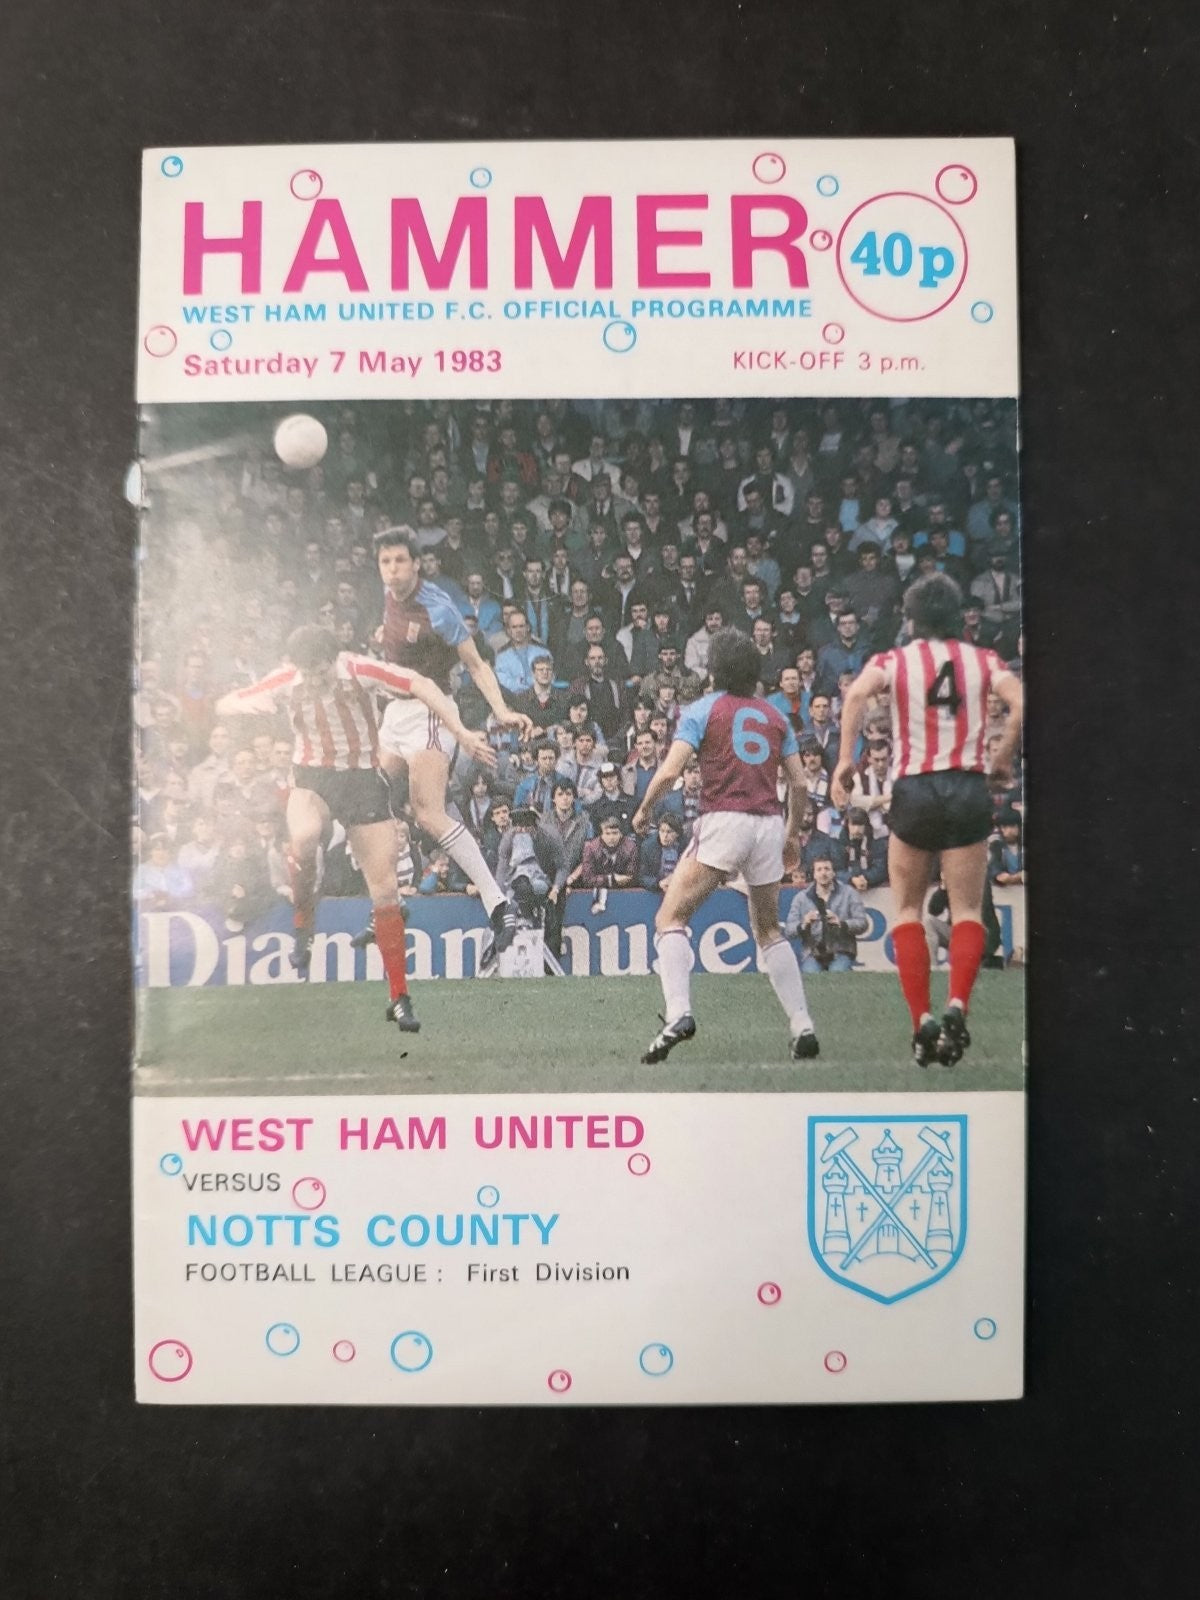 HAMMER
40p
WEST HAM UNITED F.C. OFFICIAL PROGRAMME
Saturday 7 May 1983
KICK-OFF 3 p.m.
4
6
WEST HAM UNITED
VERSUS
NOTTS COUNTY
FOOTBALL LEAGUE: First Division